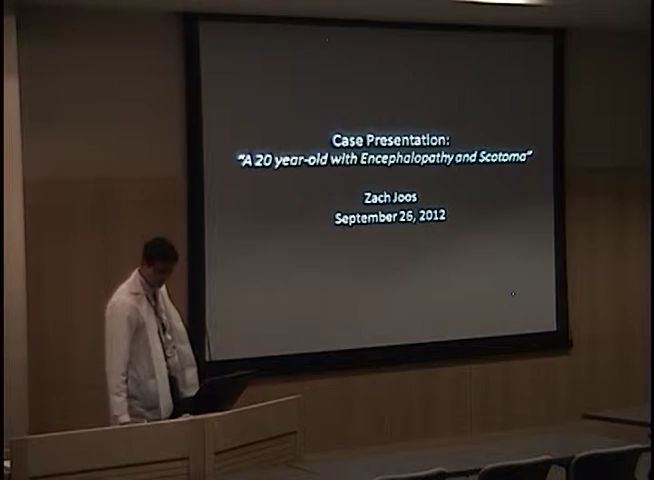 Case Presentation:
"A 20 year-old with Encephalopathy and Scotoma"
Zach Joos
September 26, 2012